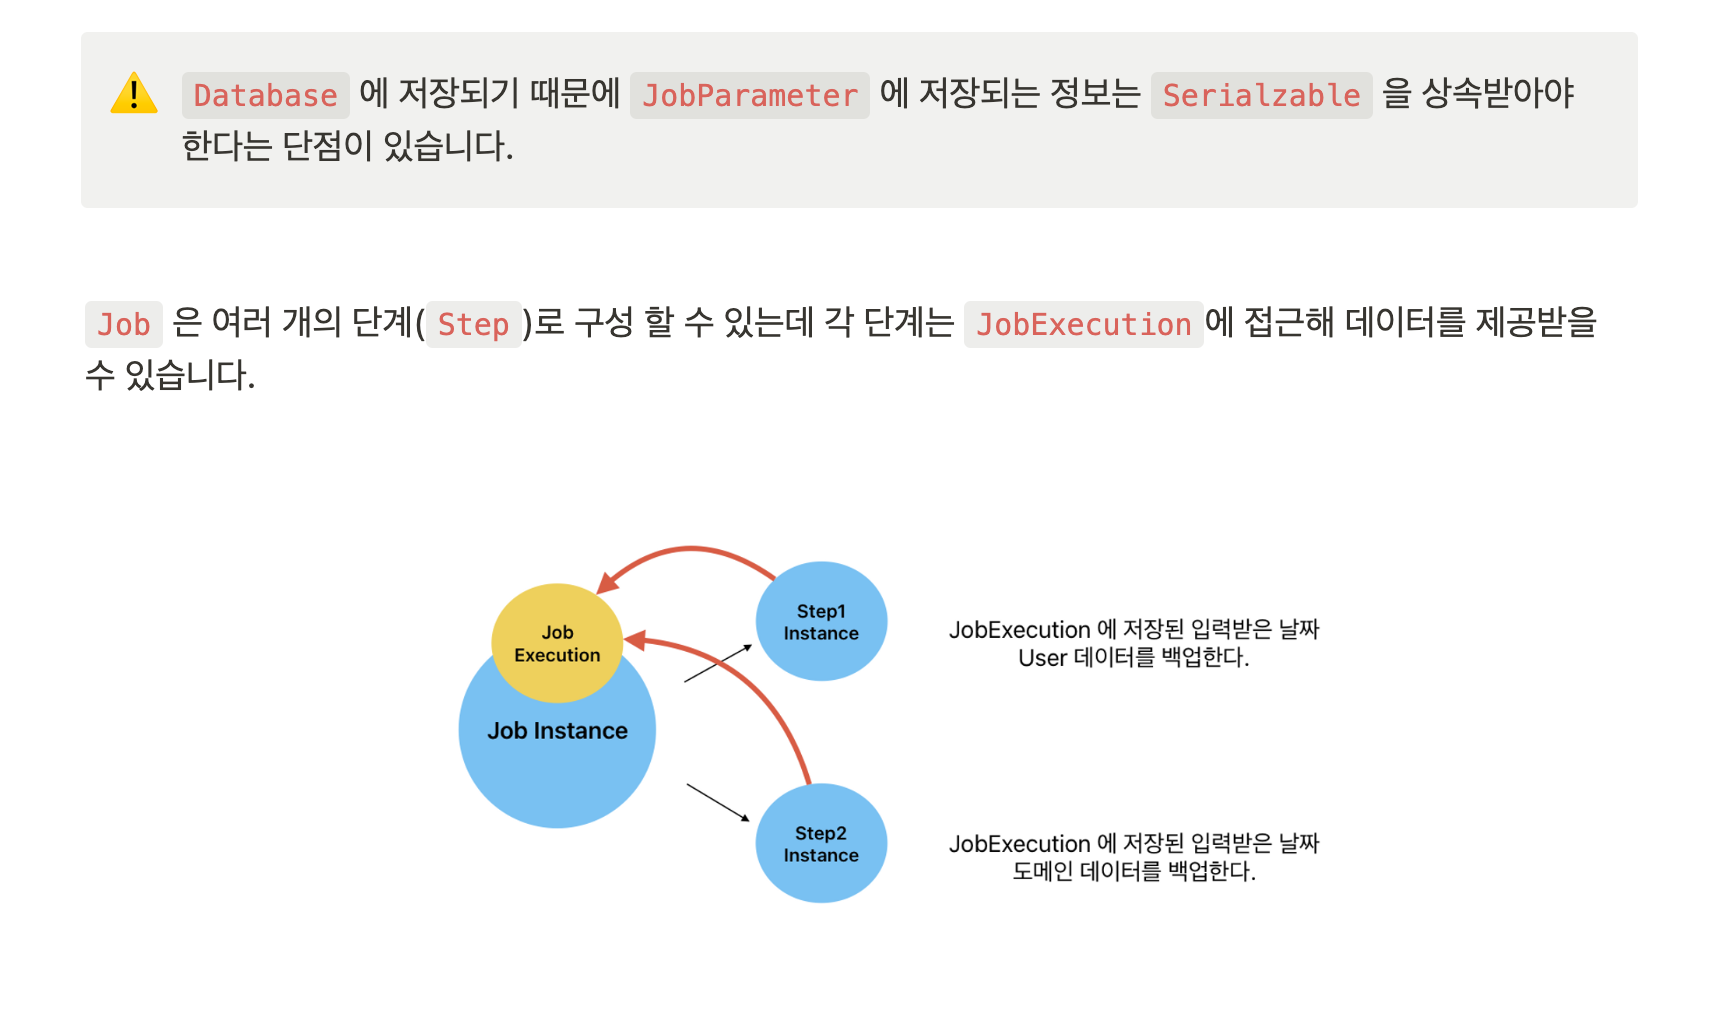 Database 에 저장되기 때문에 JobParameter 에 저장되는 정보는 Serialzable 을 상속받아야
한다는 단점이 있습니다.
Job 은 여러 개의 단계(Step)로 구성 할 수 있는데 각 단계는 JobExecution에 접근해 데이터를 제공받을
수 있습니다.
Job
Execution
Job Instance
Step1
Instance
JobExecution 에 저장된 입력받은 날짜
User 데이터를 백업한다.
Step2
Instance
JobExecution 에 저장된 입력받은 날짜
도메인 데이터를 백업한다.